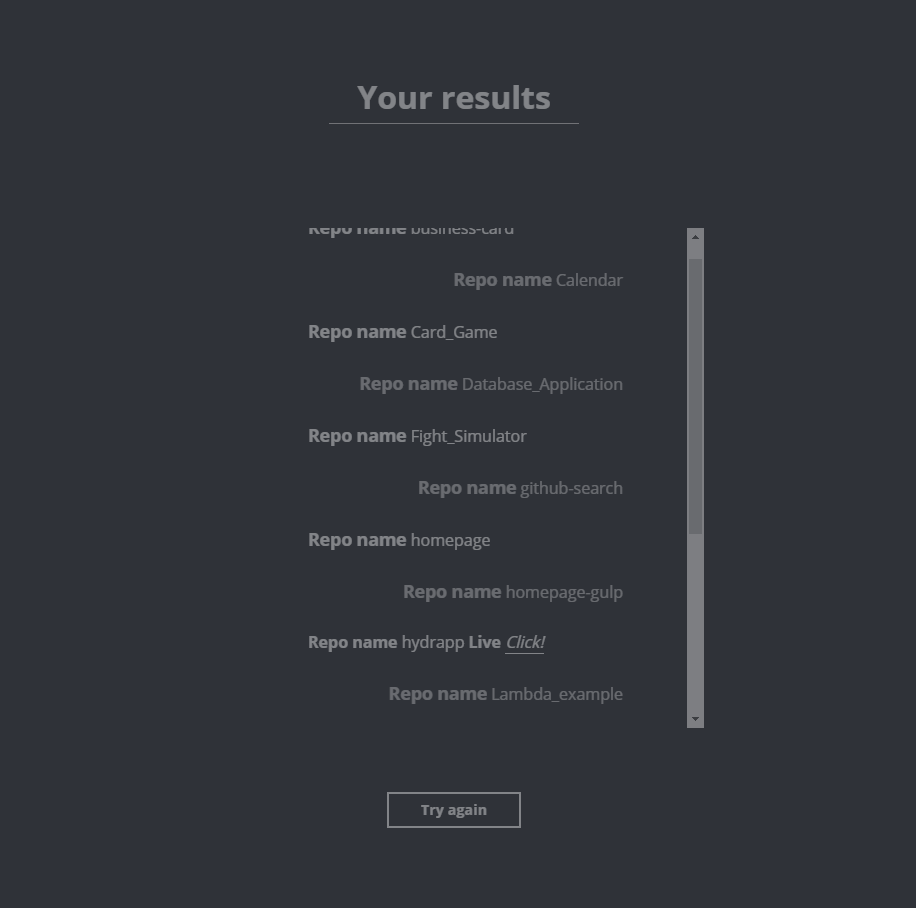 Your results
Repo name business-card
Repo name Calendar
Repo name Card_Game
Repo name Database_Application
Repo name Fight_Simulator
Repo name github-search
Repo name homepage
Repo name homepage-gulp
Repo name hydrapp Live Click!
Repo name Lambda_example
Try again